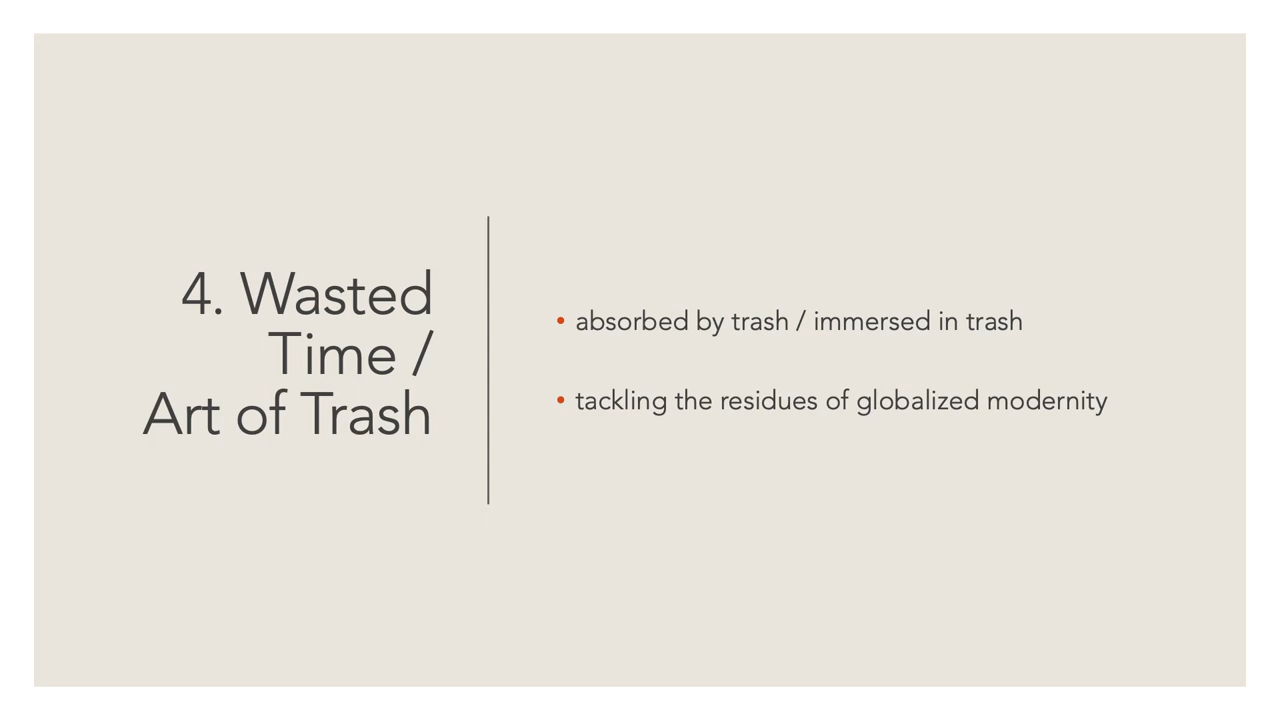 4. Wasted
Time /
Art of Trash
• absorbed by trash / immersed in trash
• tackling the residues of globalized modernity